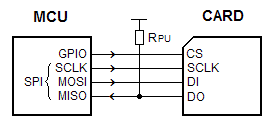 MCU CARD
RPU
GPIO CS
SCLK SCLK
SPI MOSI DI
MISO DO